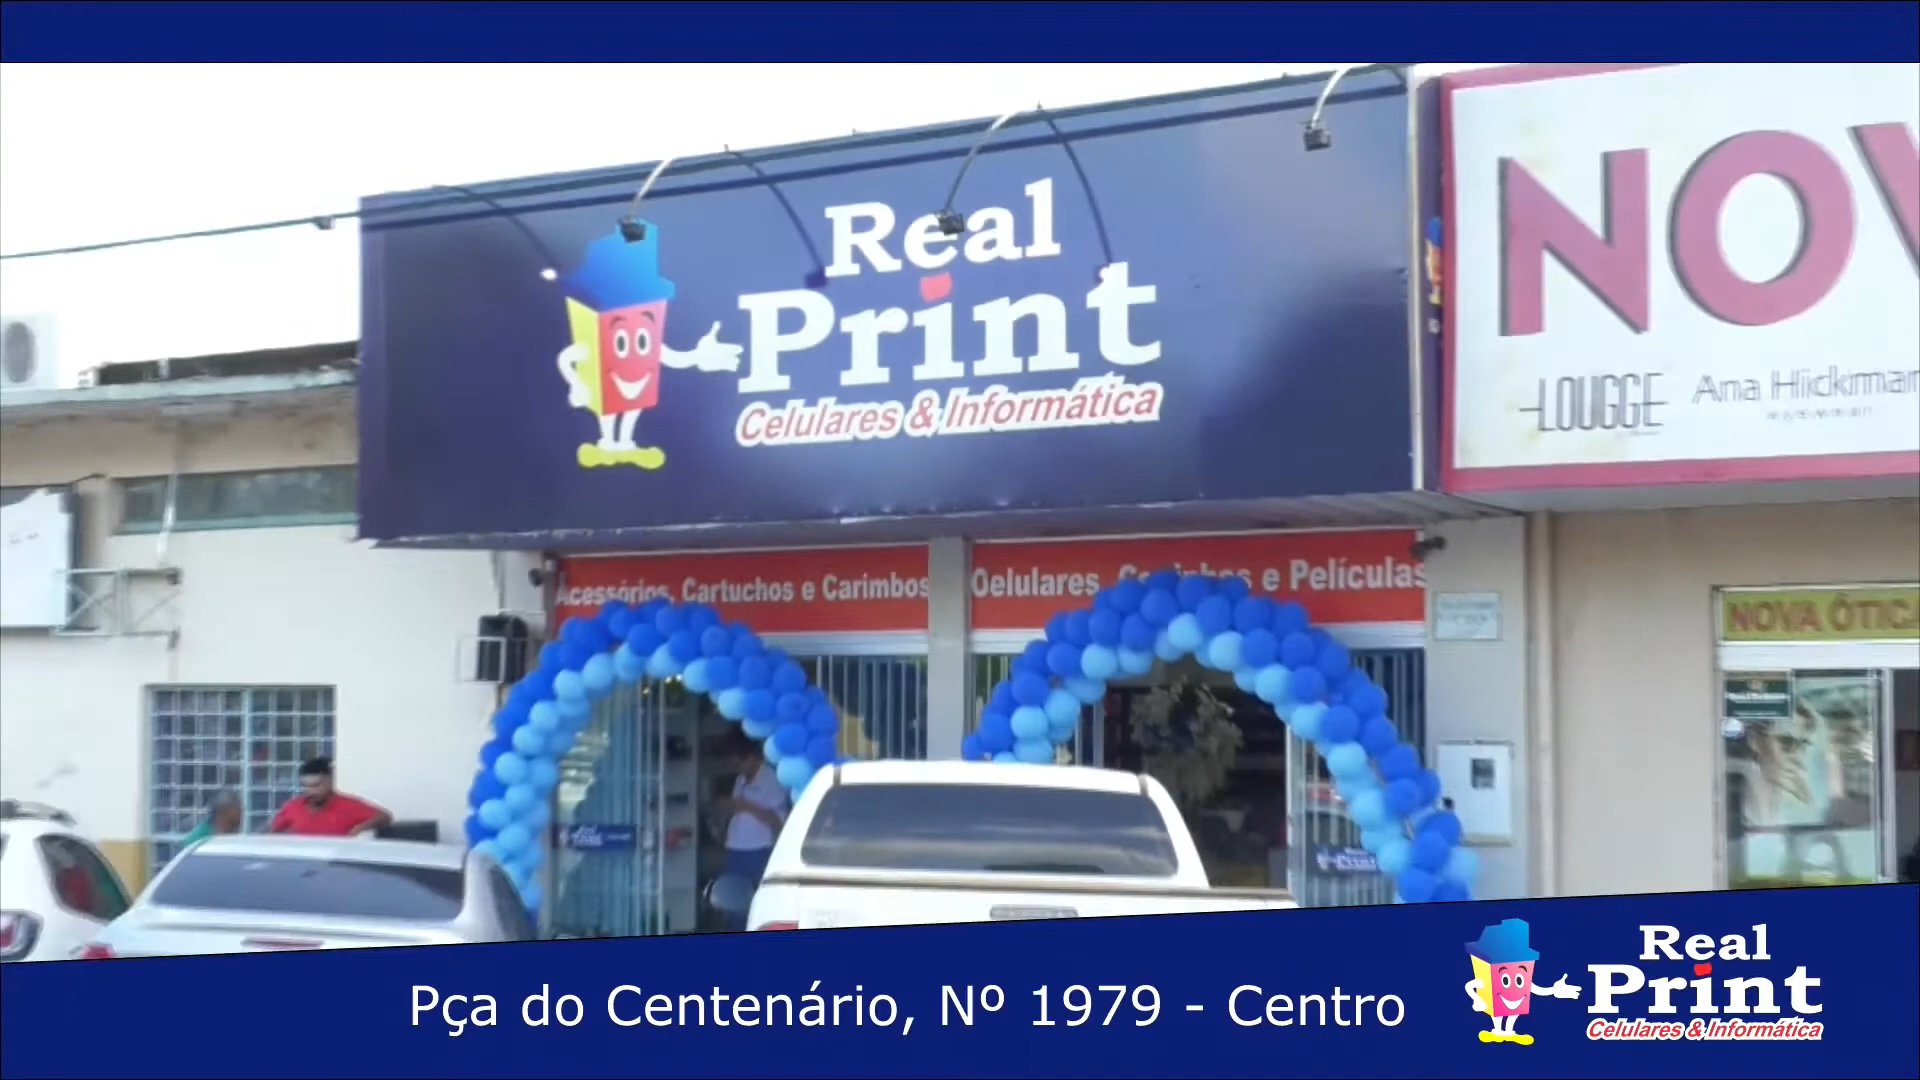 Real
Print
Celulares & Informática
NOV
LOUGGE
Ana Hickmann
Acessórios, Cartuchos e Carimbos
Celulares, Capinhas e Películas
NOVA ÓTICA
Pça do Centenário, Nº 1979 - Centro
Real
Print
Celulares & Informática